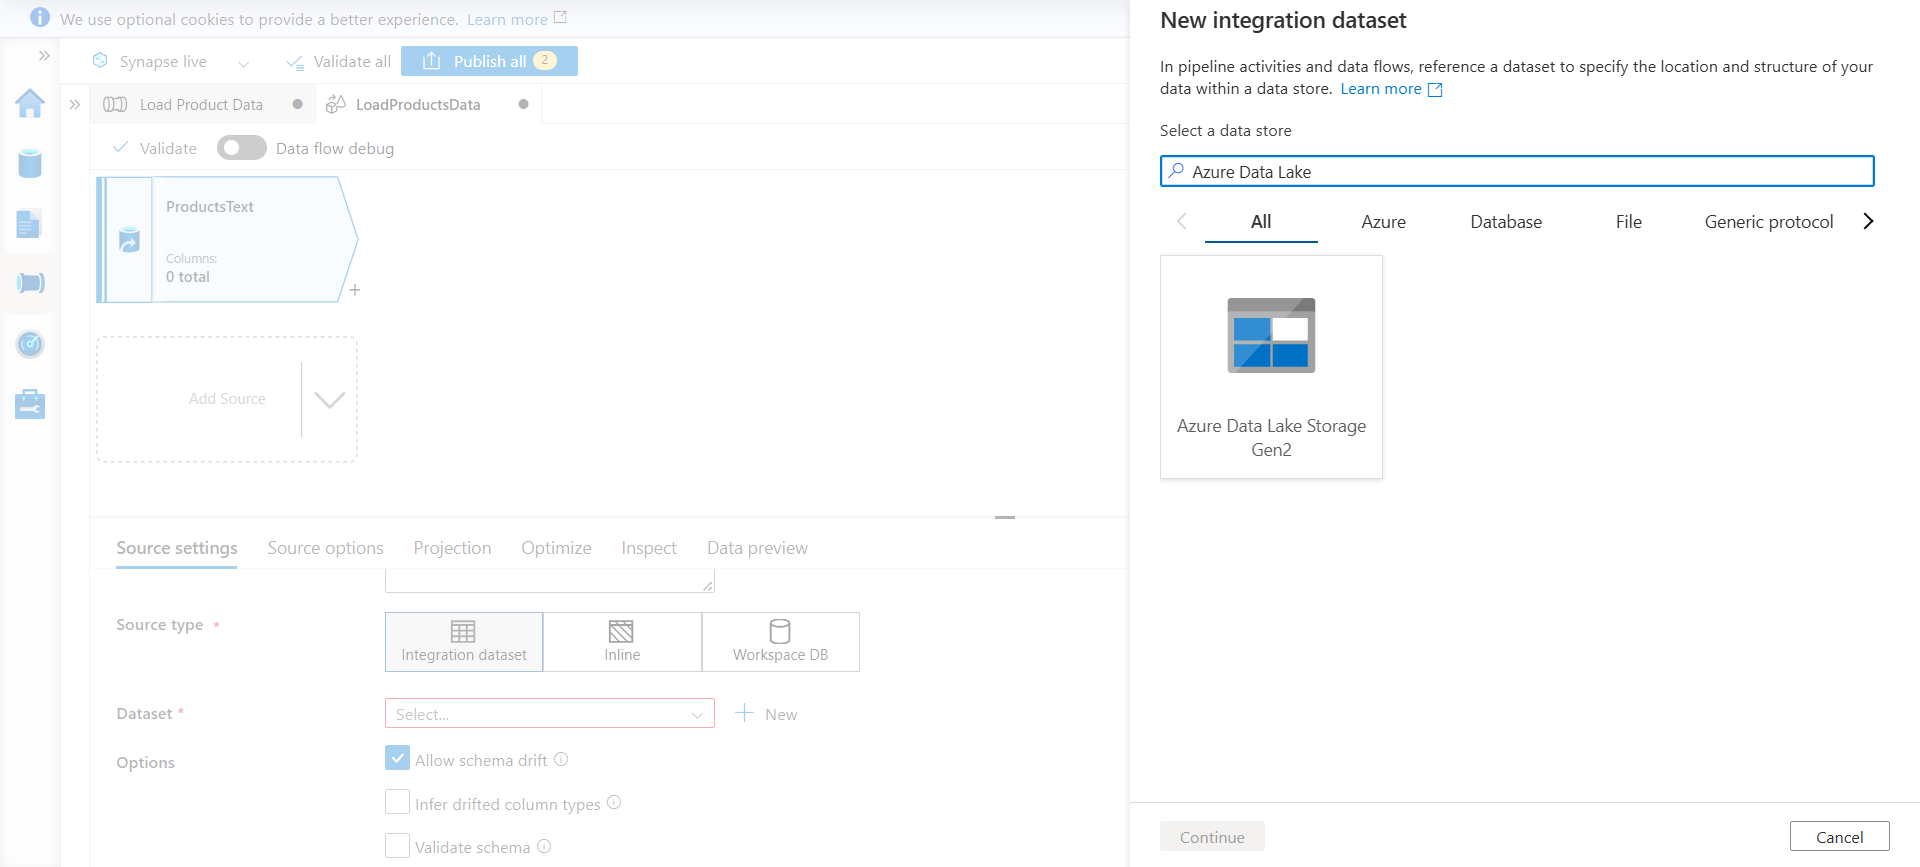 We use optional cookies to provide a better experience. Learn more
Synapse live
Validate all
Publish all 2
Load Product Data
LoadProductsData
Validate
Data flow debug
ProductsText
Columns:
0 total
Add Source
Source settings
Source options
Projection
Optimize
Inspect
Data preview
Source type *
Integration dataset
Inline
Workspace DB
Dataset *
Select...
New
Options
Allow schema drift
Infer drifted column types
Validate schema
New integration dataset
In pipeline activities and data flows, reference a dataset to specify the location and structure of your
data within a data store. Learn more
Select a data store
Azure Data Lake
All
Azure
Database
File
Generic protocol
Azure Data Lake Storage
Gen2
Continue
Cancel